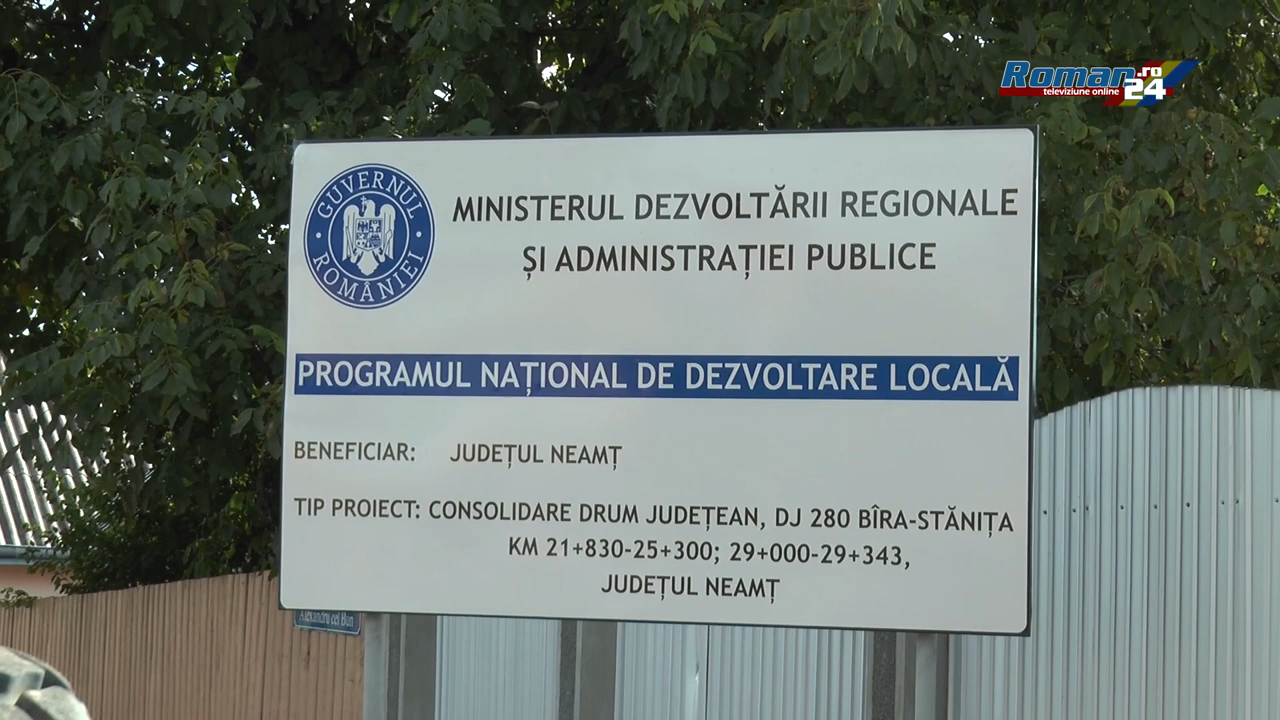 Roman24.ro
televiziune online
GUVERNUL ROMÂNIEI
MINISTERUL DEZVOLTĂRII REGIONALE
ȘI ADMINISTRAȚIEI PUBLICE
PROGRAMUL NAȚIONAL DE DEZVOLTARE LOCALĂ
BENEFICIAR: JUDEȚUL NEAMȚ
TIP PROIECT: CONSOLIDARE DRUM JUDEȚEAN, DJ 280 BÎRA-STĂNIȚA
KM 21+830-25+300; 29+000-29+343,
JUDEȚUL NEAMȚ
Alexandru cel Bun